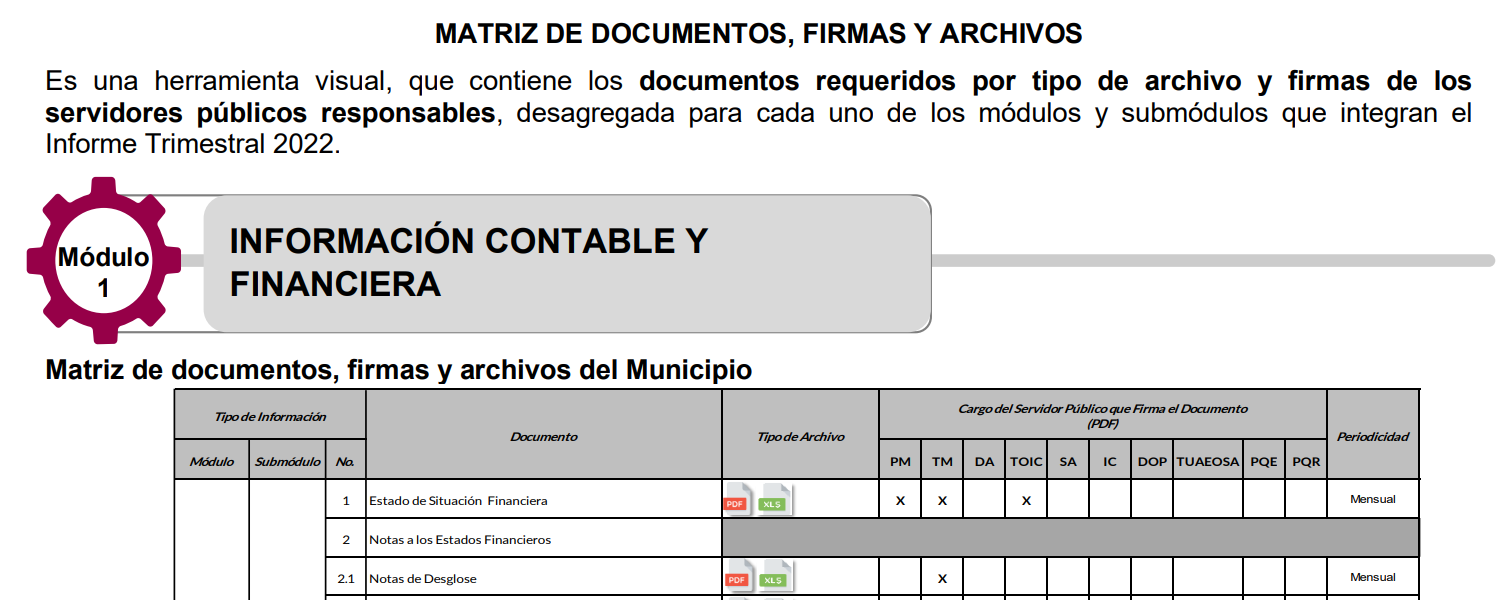 MATRIZ DE DOCUMENTOS, FIRMAS Y ARCHIVOS
Es una herramienta visual, que contiene los documentos requeridos por tipo de archivo y firmas de los
servidores públicos responsables, desagregada para cada uno de los módulos y submódulos que integran el
Informe Trimestral 2022.
Módulo
1
INFORMACIÓN CONTABLE Y
FINANCIERA
Matriz de documentos, firmas y archivos del Municipio
Tipo de Información Documento Tipo de Archivo Cargo del Servidor Público que Firma el Documento
(PDF) Periodicidad
Módulo Submódulo No. PM TM DA TOIC SA IC DOP TUAEOSA PQE PQR
1 Estado de Situación Financiera PDF XLS X X X Mensual
2 Notas a los Estados Financieros
2.1 Notas de Desglose PDF XLS X Mensual